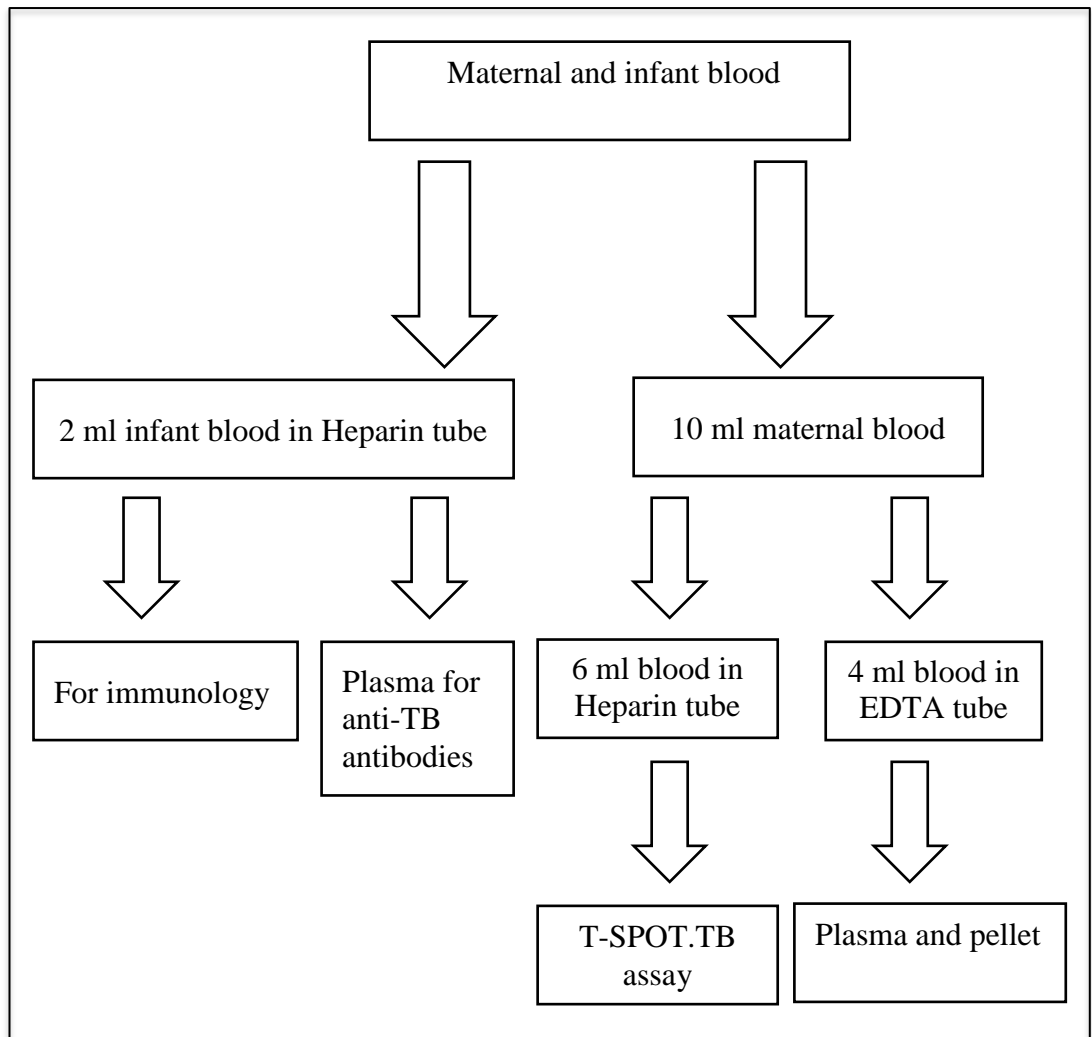 Maternal and infant blood
2 ml infant blood in Heparin tube
10 ml maternal blood
For immunology
Plasma for
anti-TB
antibodies
6 ml blood in
Heparin tube
4 ml blood in
EDTA tube
T-SPOT.TB
assay
Plasma and pellet